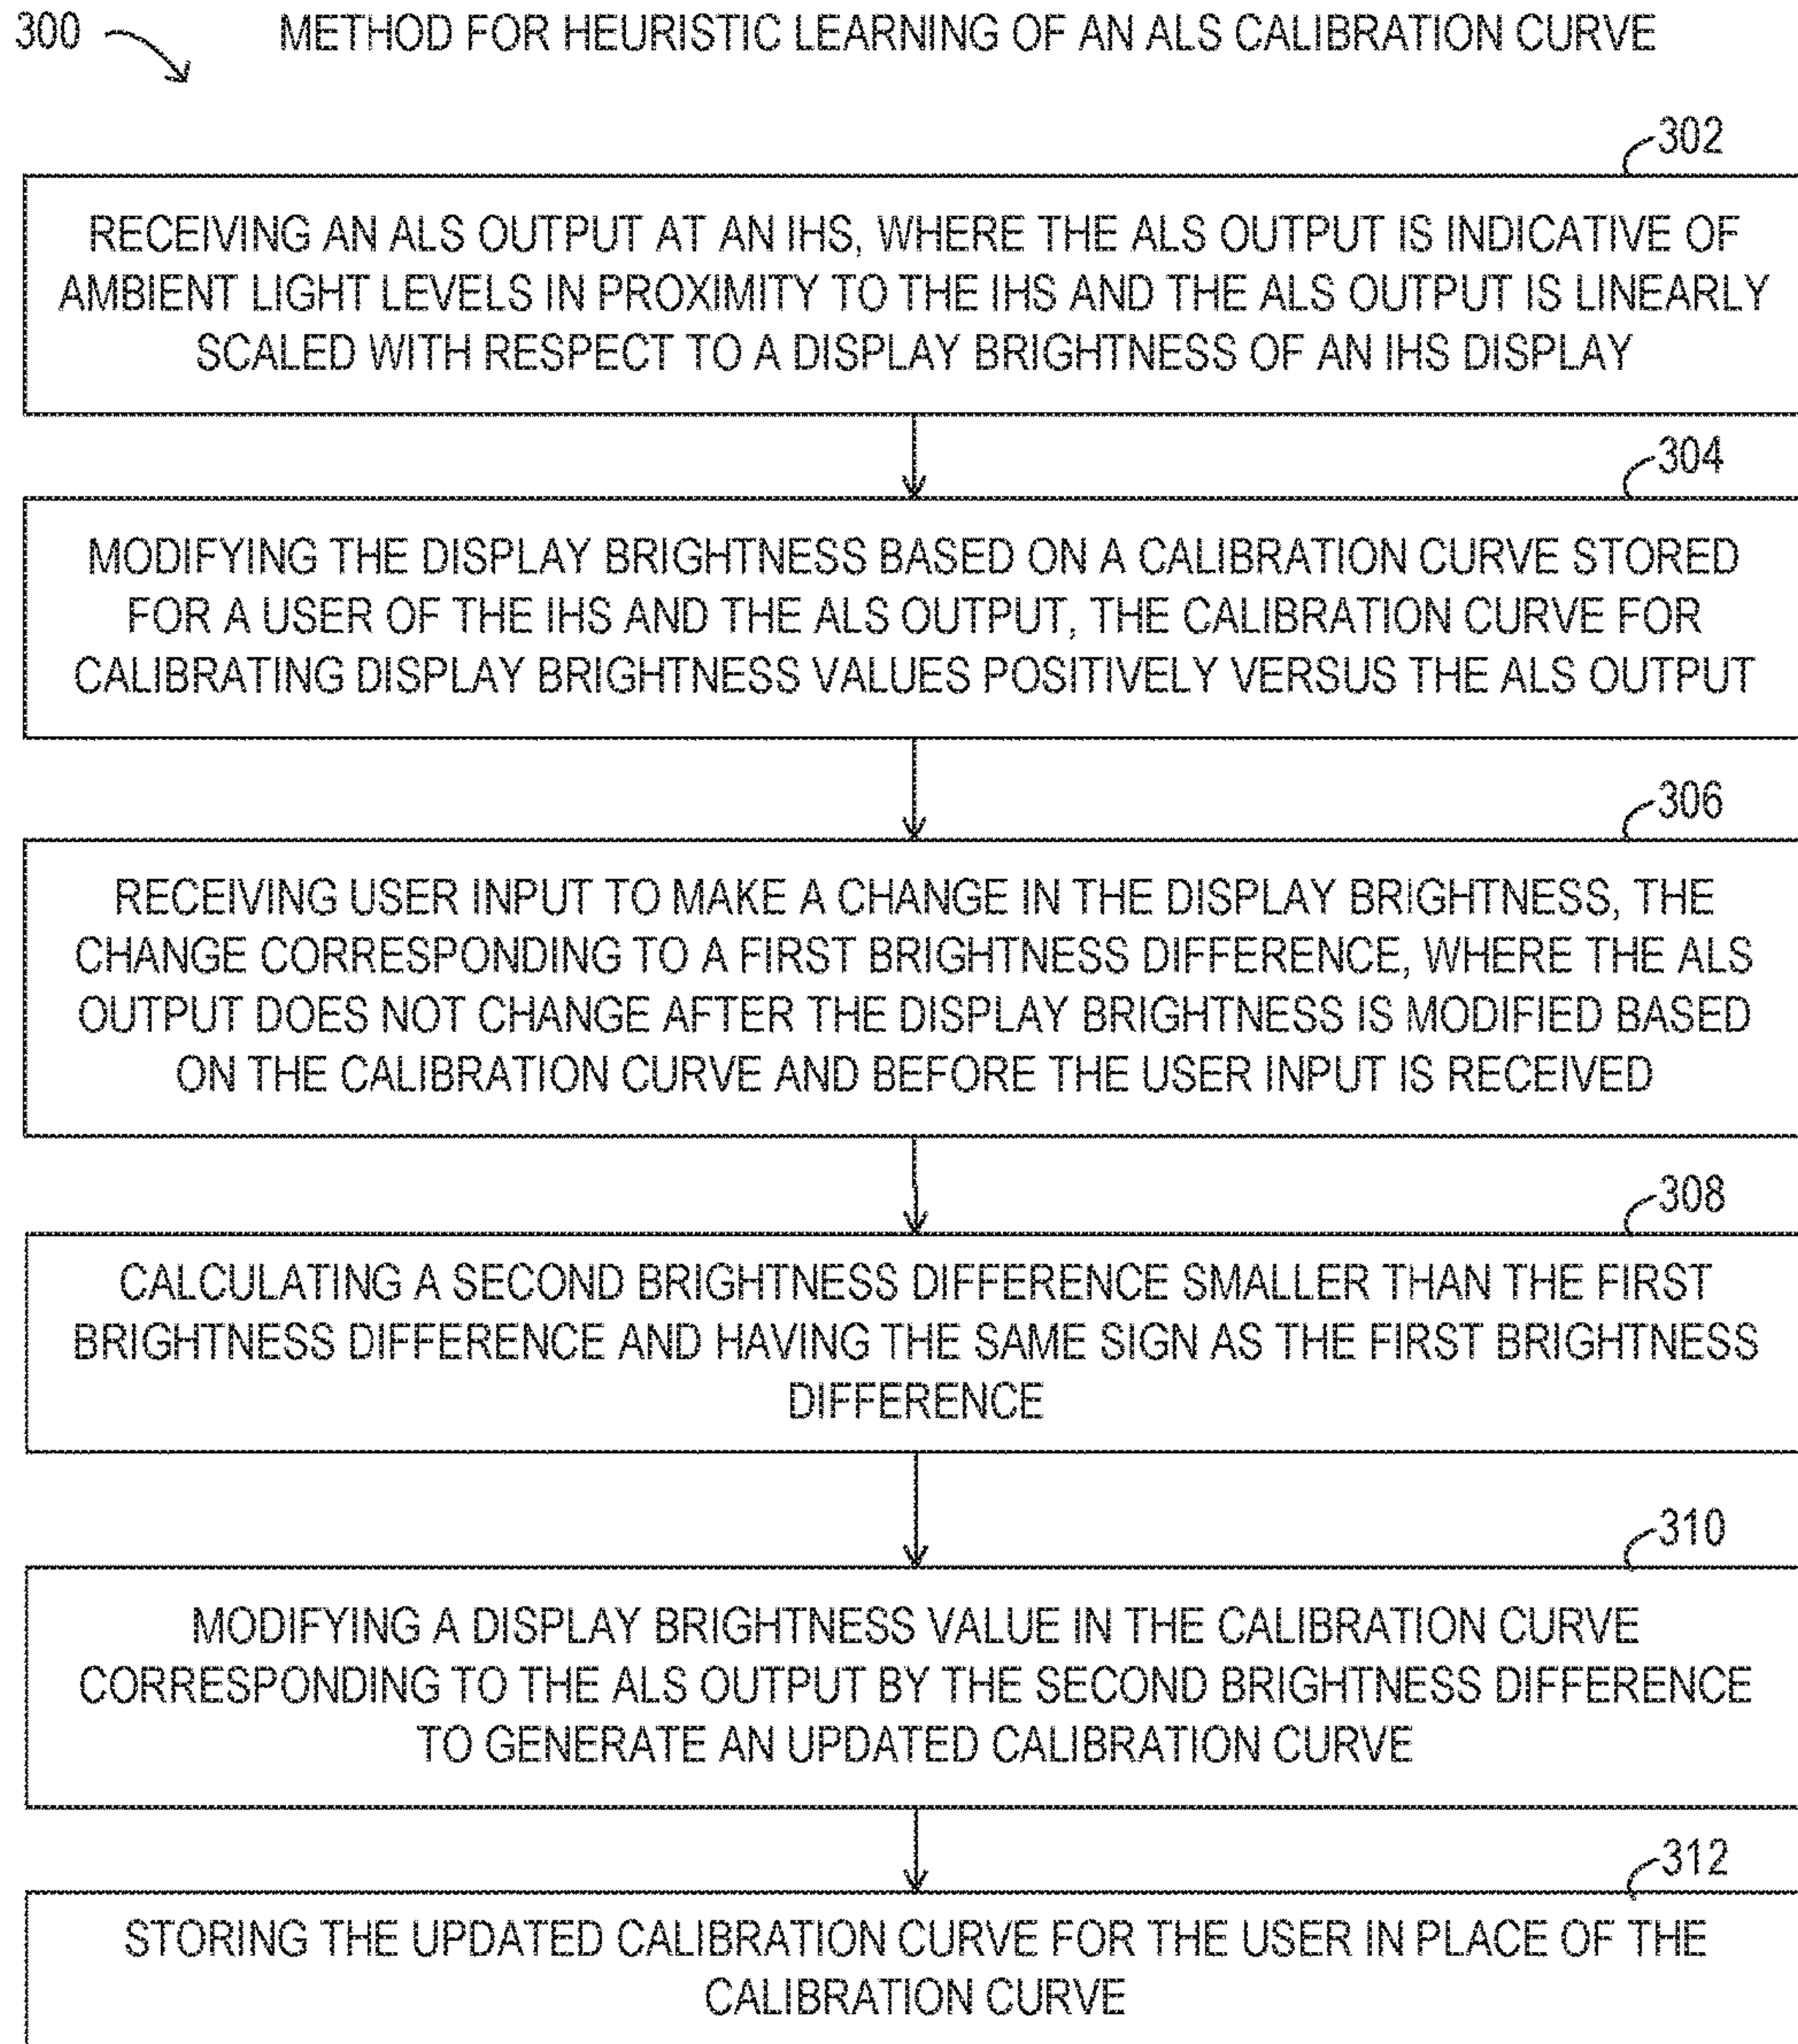 300
METHOD FOR HEURISTIC LEARNING OF AN ALS CALIBRATION CURVE
302
RECEIVING AN ALS OUTPUT AT AN IHS, WHERE THE ALS OUTPUT IS INDICATIVE OF
AMBIENT LIGHT LEVELS IN PROXIMITY TO THE IHS AND THE ALS OUTPUT IS LINEARLY
SCALED WITH RESPECT TO A DISPLAY BRIGHTNESS OF AN IHS DISPLAY
304
MODIFYING THE DISPLAY BRIGHTNESS BASED ON A CALIBRATION CURVE STORED
FOR A USER OF THE IHS AND THE ALS OUTPUT, THE CALIBRATION CURVE FOR
CALIBRATING DISPLAY BRIGHTNESS VALUES POSITIVELY VERSUS THE ALS OUTPUT
306
RECEIVING USER INPUT TO MAKE A CHANGE IN THE DISPLAY BRIGHTNESS, THE
CHANGE CORRESPONDING TO A FIRST BRIGHTNESS DIFFERENCE, WHERE THE ALS
OUTPUT DOES NOT CHANGE AFTER THE DISPLAY BRIGHTNESS IS MODIFIED BASED
ON THE CALIBRATION CURVE AND BEFORE THE USER INPUT IS RECEIVED
308
CALCULATING A SECOND BRIGHTNESS DIFFERENCE SMALLER THAN THE FIRST
BRIGHTNESS DIFFERENCE AND HAVING THE SAME SIGN AS THE FIRST BRIGHTNESS
DIFFERENCE
310
MODIFYING A DISPLAY BRIGHTNESS VALUE IN THE CALIBRATION CURVE
CORRESPONDING TO THE ALS OUTPUT BY THE SECOND BRIGHTNESS DIFFERENCE
TO GENERATE AN UPDATED CALIBRATION CURVE
312
STORING THE UPDATED CALIBRATION CURVE FOR THE USER IN PLACE OF THE
CALIBRATION CURVE